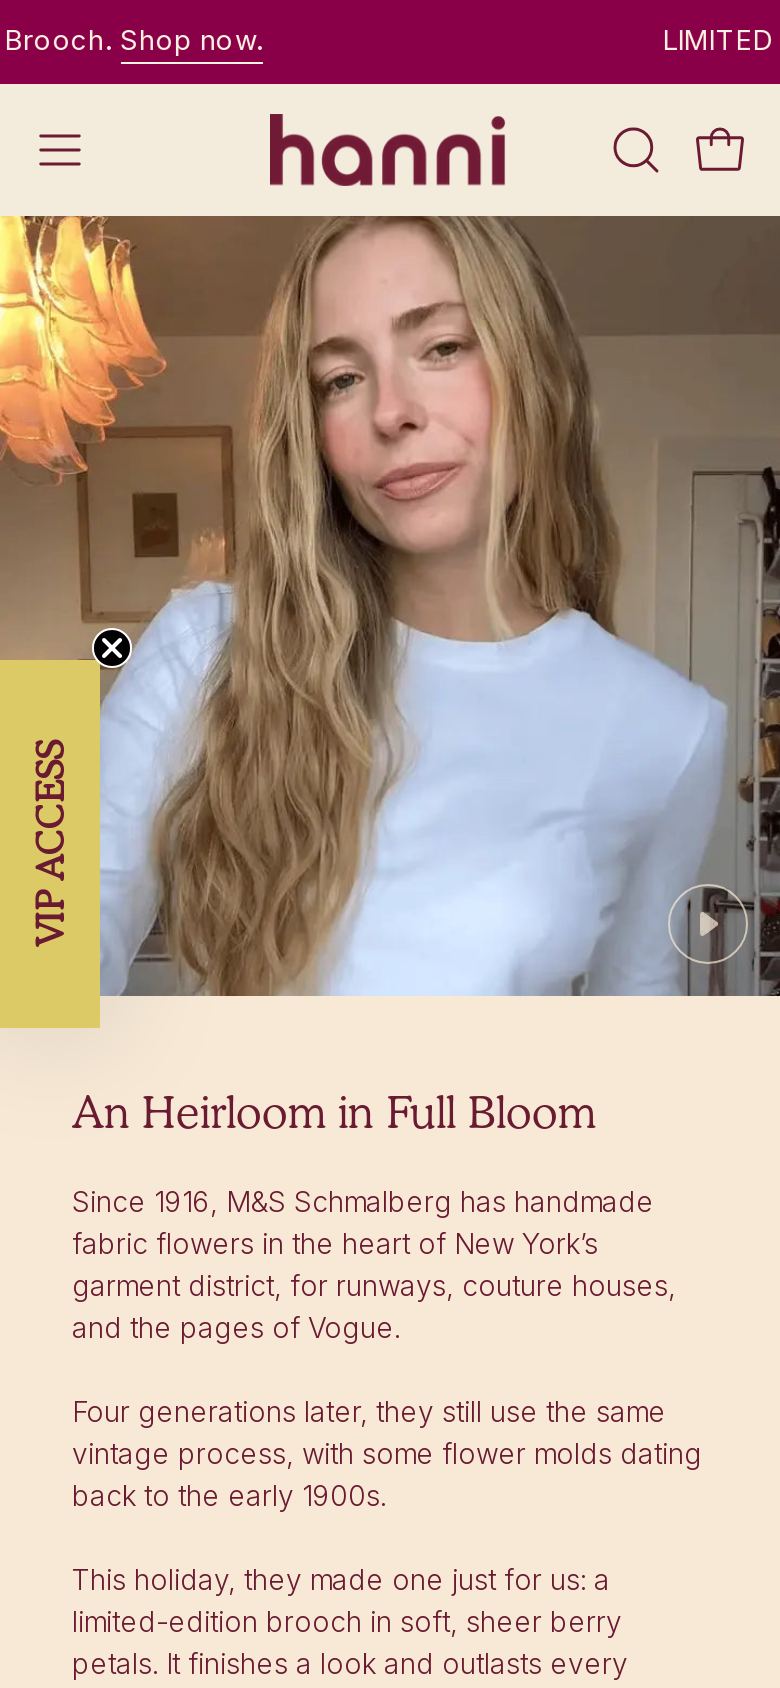 Brooch. Shop now. LIMITED
hanni
VIP ACCESS
An Heirloom in Full Bloom
Since 1916, M&S Schmalberg has handmade
fabric flowers in the heart of New York’s
garment district, for runways, couture houses,
and the pages of Vogue.
Four generations later, they still use the same
vintage process, with some flower molds dating
back to the early 1900s.
This holiday, they made one just for us: a
limited-edition brooch in soft, sheer berry
petals. It finishes a look and outlasts every